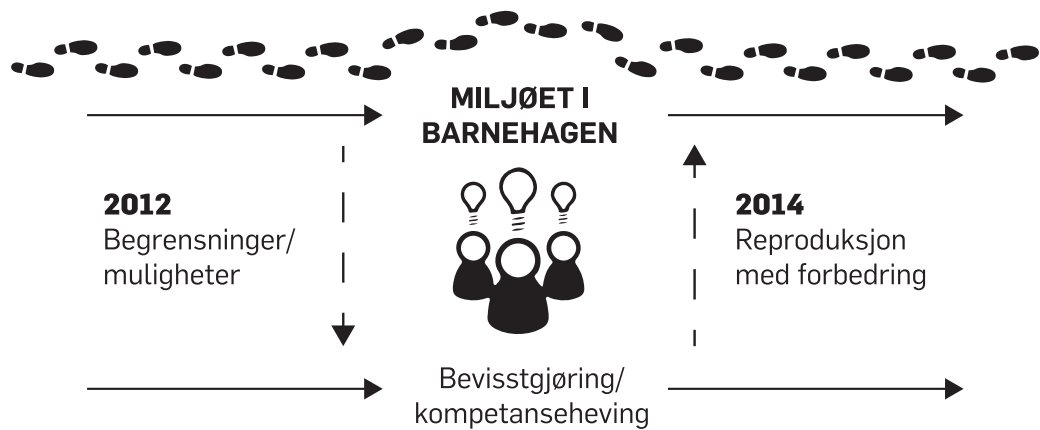 MILJØET I
BARNEHAGEN
2012
Begrensninger/
muligheter
2014
Reproduksjon
med forbedring
Bevisstgjøring/
kompetanseheving